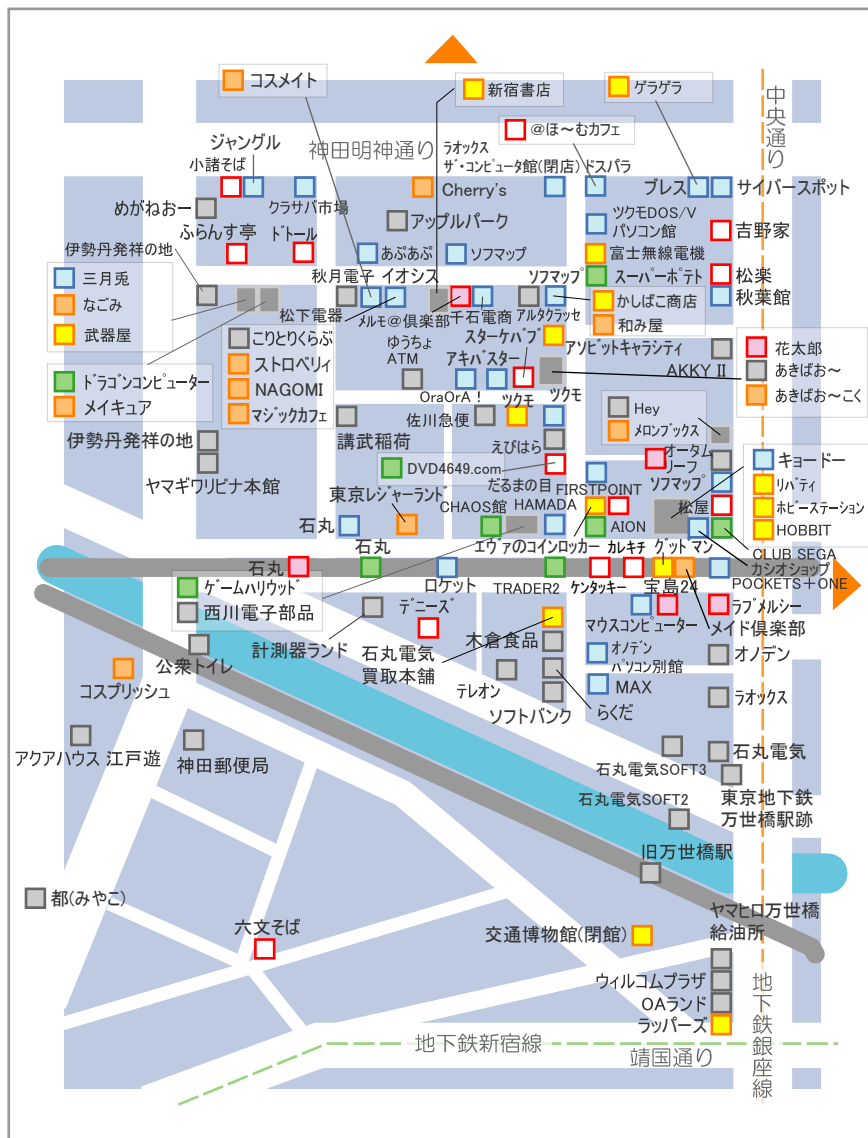 コスメイト
新宿書店
ゲラゲラ
中央通り
@ほ～むカフェ
神田明神通り
ラオックス
ザ・コンピュータ館(閉店)
ドスパラ
ジャングル
小諸そば
クラサバ市場
Cherry's
ブレス
サイバースポット
めがねおー
アップルパーク
ツクモDOS/V
パソコン館
吉野家
ふらんす亭
ドトール
あぷあぷ
ソフマップ
富士無線電機
伊勢丹発祥の地
秋月電子
イオシス
ソフマップ
スーパーポテト
松楽
三月兎
なごみ
武器屋
松下電器
メルモ@倶楽部
千石電商
アルタクラッセ
かしばこ商店
和み屋
秋葉館
こりとりくらぶ
ストロベリィ
NAGOMI
マジックカフェ
ゆうちょ
ATM
スターケバブ
アキバスター
アソビットキャラシティ
AKKY II
花太郎
あきばお～
あきばお～こく
ドラゴンコンピューター
メイキュア
OraOrA！
ツクモ
ツクモ
Hey
メロンブックス
伊勢丹発祥の地
講武稲荷
佐川急便
えびはら
オータム
リーフ
キョードー
リバティ
ホビーステーション
HOBBIT
ヤマギワリビナ本館
DVD4649.com
だるまの目
ソフマップ
東京レジャーランド
CHAOS館
HAMADA
FIRSTPOINT
松屋
石丸
AION
CLUB SEGA
エヴァのコインロッカー
カレキチ
ゲット
マン
カシオショップ
POCKETS＋ONE
石丸
石丸
ロケット
TRADER2
ケンタッキー
宝島24
ゲームハリウッド
西川電子部品
デニーズ
マウスコンピューター
ラブメルシー
メイド倶楽部
計測器ランド
石丸電気
買取本舗
木倉食品
オノデン
パソコン別館
オノデン
公衆トイレ
コスプリッシュ
テレオン
らくだ
MAX
ソフトバンク
ラオックス
アクアハウス 江戸遊
神田郵便局
石丸電気SOFT3
石丸電気
石丸電気SOFT2
東京地下鉄
万世橋駅跡
旧万世橋駅
都(みやこ)
六文そば
交通博物館(閉館)
ヤマヒロ万世橋
給油所
ウィルコムプラザ
OAランド
ラッパーズ
地下鉄銀座線
地下鉄新宿線
靖国通り